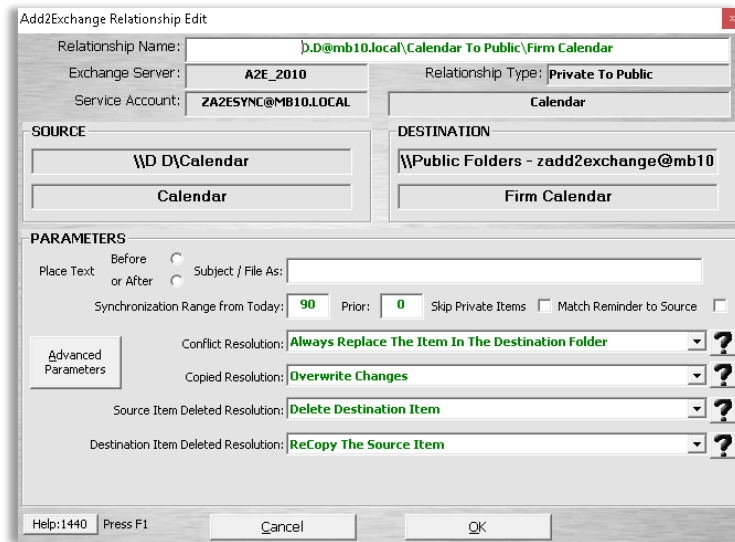 Add2Exchange Relationship Edit
x
Relationship Name: D.D@mb10.local\Calendar To Public\Firm Calendar
Exchange Server: A2E_2010 Relationship Type: Private To Public
Service Account: ZA2ESYNC@MB10.LOCAL Calendar
SOURCE DESTINATION
\\D D\Calendar \\Public Folders - zadd2exchange@mb10
Calendar Firm Calendar
PARAMETERS
Place Text Before or After Subject / File As:
Synchronization Range from Today: 90 Prior: 0 Skip Private Items Match Reminder to Source
Advanced Parameters
Conflict Resolution: Always Replace The Item In The Destination Folder ?
Copied Resolution: Overwrite Changes ?
Source Item Deleted Resolution: Delete Destination Item ?
Destination Item Deleted Resolution: ReCopy The Source Item ?
Help:1440 Press F1 Cancel OK